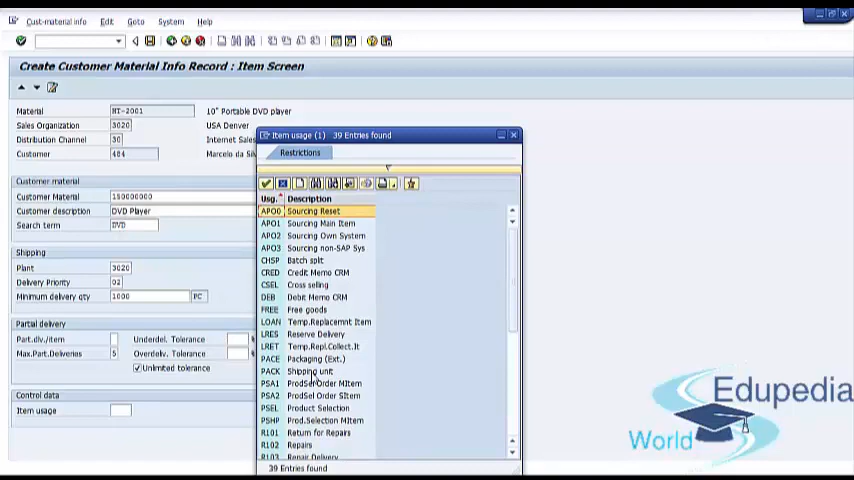 Cust-material info Edit Goto System Help
Create Customer Material Info Record : Item Screen
Material HT-2001 10" Portable DVD player
Sales Organization 3020 USA Denver
Distribution Channel 30 Internet Sales
Customer 484 Marcelo da Silv
Customer material
Customer Material 150000000
Customer description DVD Player
Search term DVD
Shipping
Plant 3020
Delivery Priority 02
Minimum delivery qty 1000 PC
Partial delivery
Part.dlv./item Underdel. Tolerance
Max.Part.Deliveries 5 Overdelv. Tolerance
Unlimited tolerance
Control data
Item usage
Item usage (1) 39 Entries found
Restrictions
Usg. Description
APO0 Sourcing Reset
APO1 Sourcing Main Item
APO2 Sourcing Own System
APO3 Sourcing non-SAP Sys
CHSP Batch split
CRED Credit Memo CRM
CSEL Cross selling
DEB Debit Memo CRM
FREE Free goods
LOAN Temp.Replacemnt Item
LRES Reserve Delivery
LRET Temp.Repl.Collect.It
PACE Packaging (Ext.)
PACK Shipping unit
PSA1 ProdSelOrder MItem
PSA2 ProdSel Order SItem
PSEL Product Selection
PSHP Prod.Selection MItem
R101 Return for Repairs
R102 Repairs
R103 Repair Delivery
39 Entries found
Edupedia
World